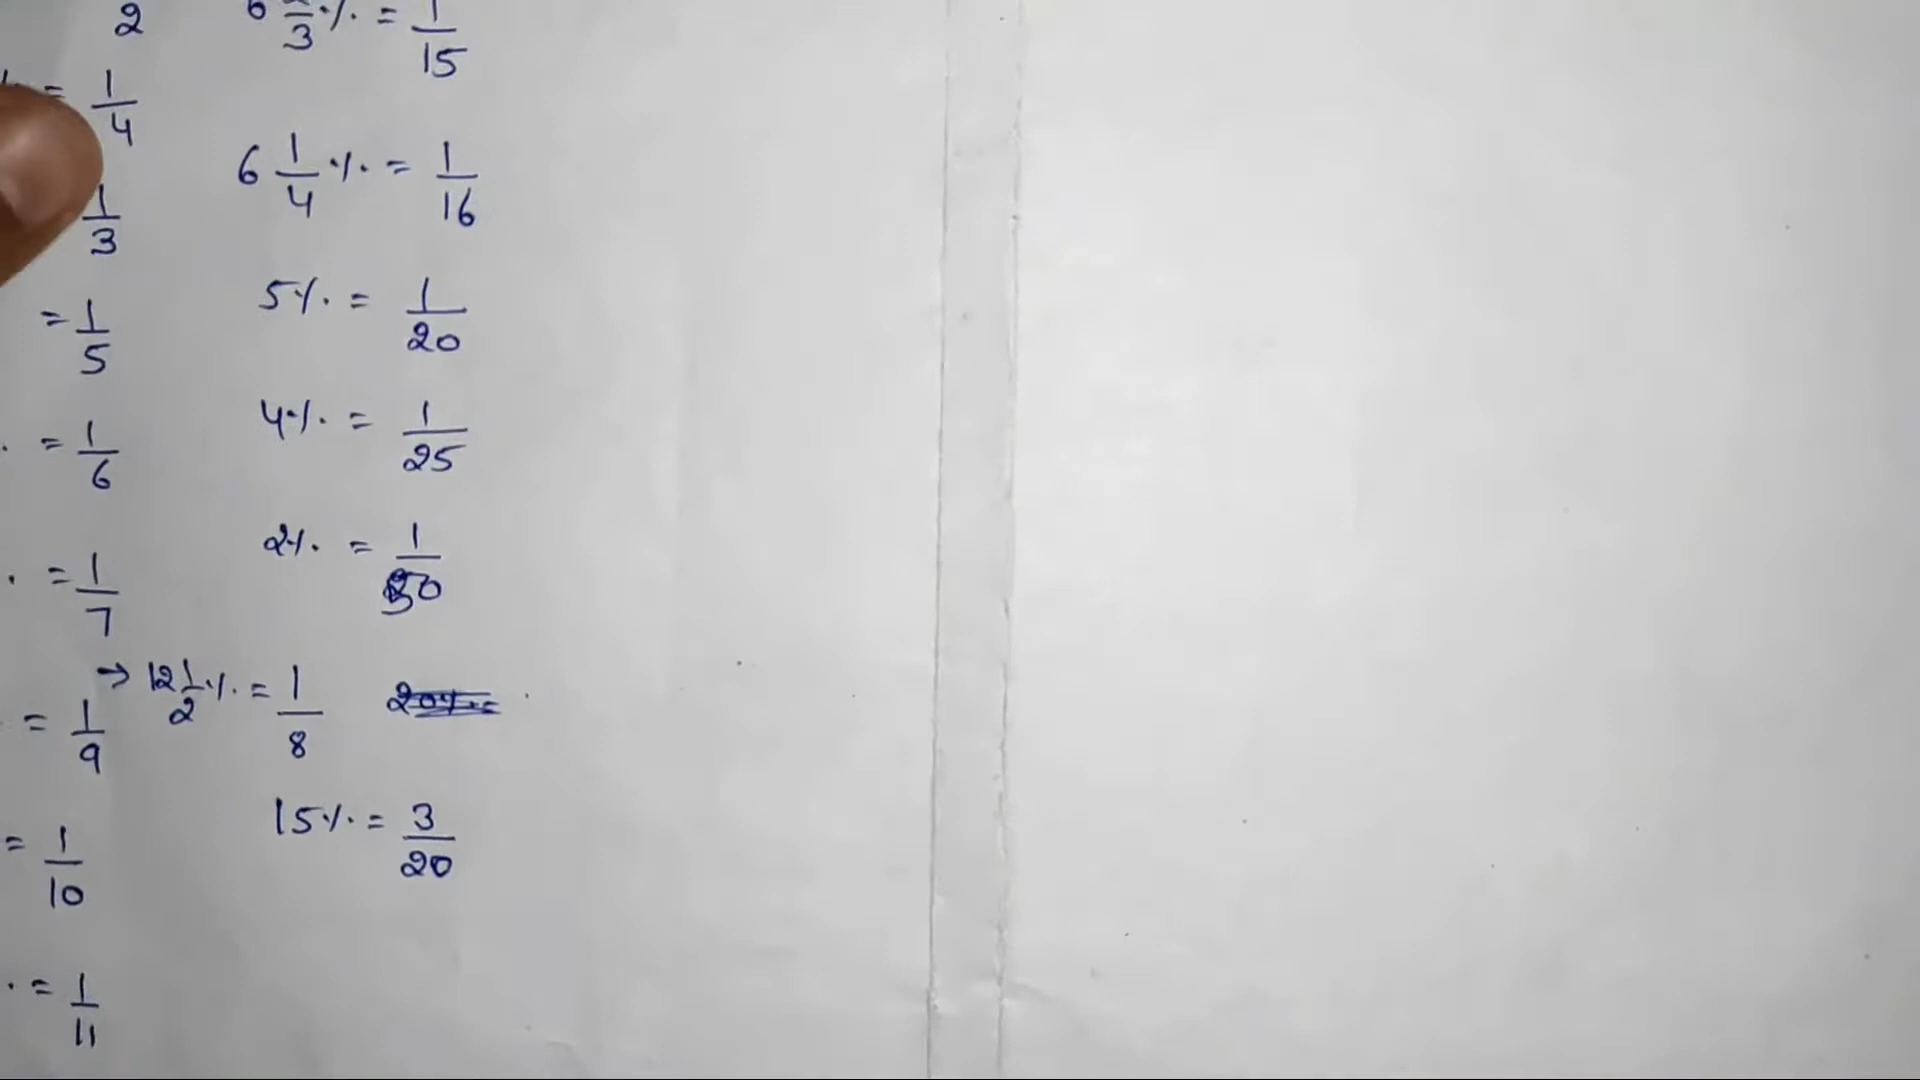 2
= 1/4
1/3
= 1/5
. = 1/6
. = 1/7
= 1/9
= 1/10
. = 1/11
6 2/3 % = 1/15
6 1/4 % = 1/16
5% = 1/20
4% = 1/25
2% = 1/50
→ 12 1/2 % = 1/8
15% = 3/20